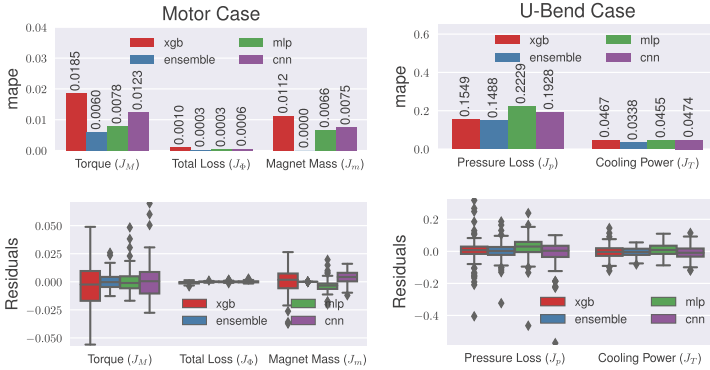 Motor Case
U-Bend Case
mape
0.04
0.03
0.02
0.01
0.00
xgb
ensemble
mlp
cnn
0.0185
0.0060
0.0078
0.0123
0.0010
0.0003
0.0003
0.0006
0.0112
0.0000
0.0066
0.0075
Torque (J_M)
Total Loss (J_Φ)
Magnet Mass (J_m)
mape
0.6
0.4
0.2
0.0
xgb
ensemble
mlp
cnn
0.1549
0.1488
0.2229
0.1928
0.0467
0.0338
0.0455
0.0474
Pressure Loss (J_p)
Cooling Power (J_T)
Residuals
0.050
0.025
0.000
−0.025
−0.050
xgb
ensemble
mlp
cnn
Torque (J_M)
Total Loss (J_Φ)
Magnet Mass (J_m)
Residuals
0.2
0.0
−0.2
−0.4
xgb
ensemble
mlp
cnn
Pressure Loss (J_p)
Cooling Power (J_T)